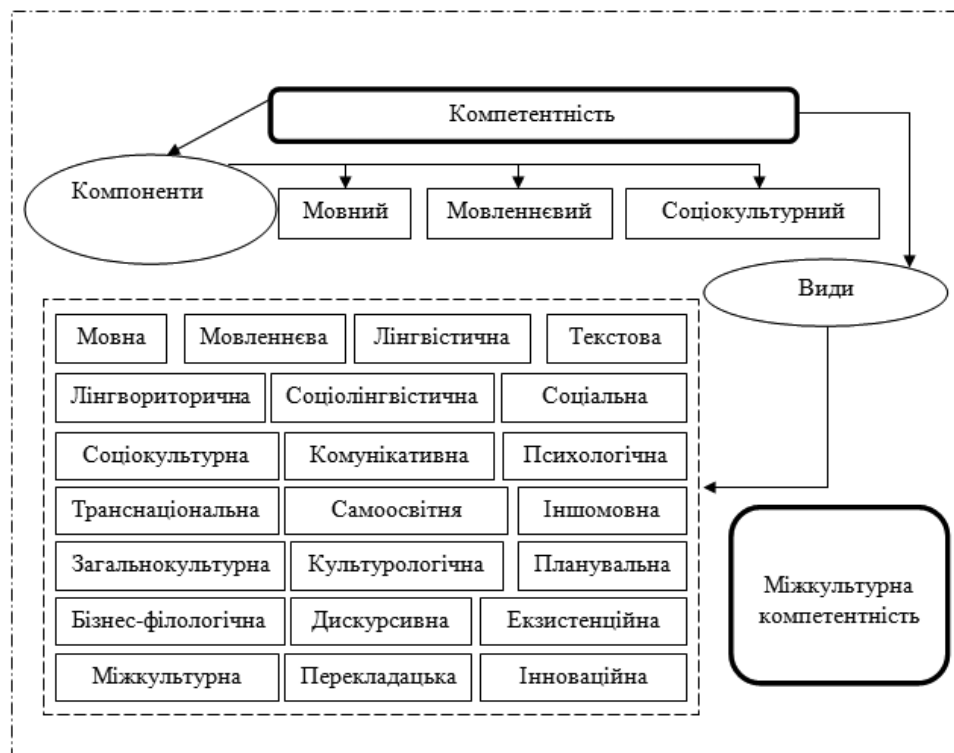 Компетентність
Компоненти
Мовний
Мовленнєвий
Соціокультурний
Види
Мовна
Мовленнєва
Лінгвістична
Текстова
Лінгвориторична
Соціолінгвістична
Соціальна
Соціокультурна
Комунікативна
Психологічна
Транснаціональна
Самоосвітня
Іншомовна
Загальнокультурна
Культурологічна
Планувальна
Бізнес-філологічна
Дискурсивна
Екзистенційна
Міжкультурна
Перекладацька
Інноваційна
Міжкультурна
компетентність